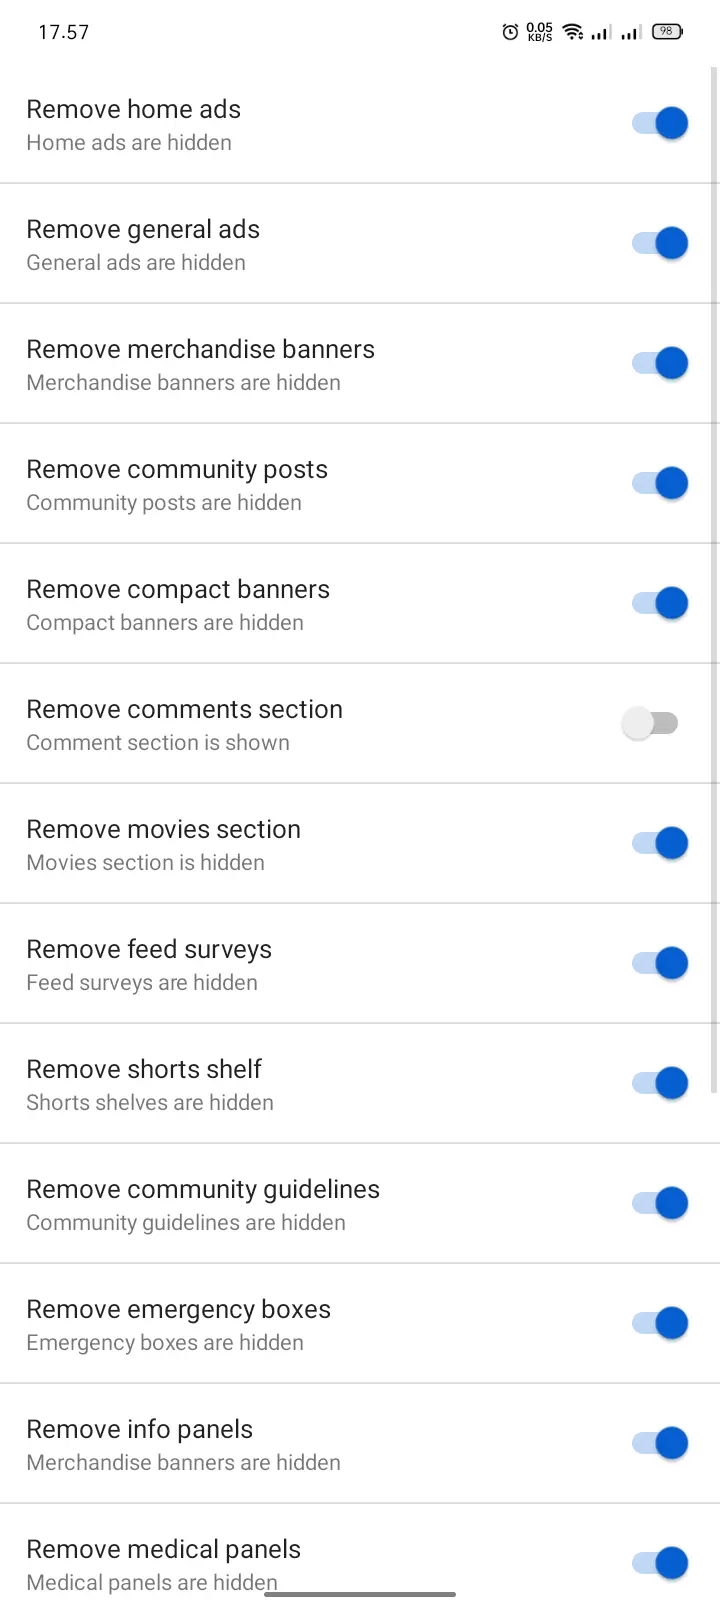 17.57
0.05
KB/S
98
Remove home ads
Home ads are hidden
Remove general ads
General ads are hidden
Remove merchandise banners
Merchandise banners are hidden
Remove community posts
Community posts are hidden
Remove compact banners
Compact banners are hidden
Remove comments section
Comment section is shown
Remove movies section
Movies section is hidden
Remove feed surveys
Feed surveys are hidden
Remove shorts shelf
Shorts shelves are hidden
Remove community guidelines
Community guidelines are hidden
Remove emergency boxes
Emergency boxes are hidden
Remove info panels
Merchandise banners are hidden
Remove medical panels
Medical panels are hidden